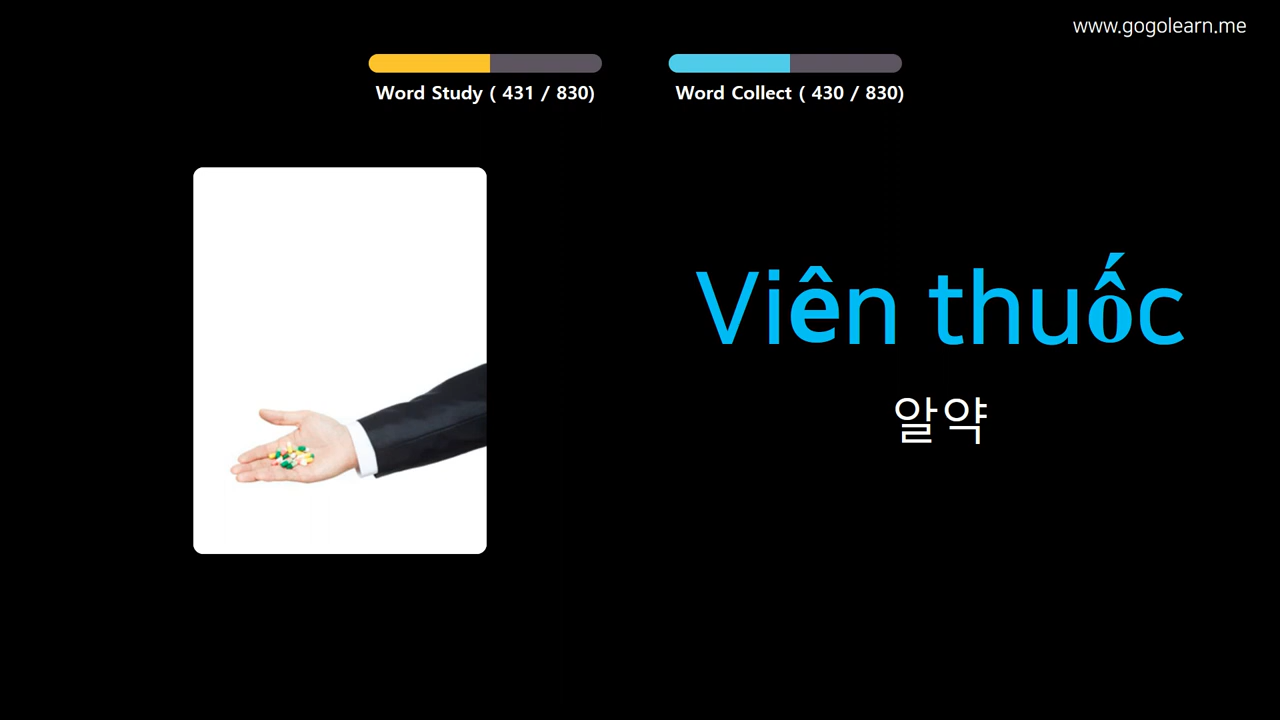 www.gogolearn.me
Word Study ( 431 / 830)
Word Collect ( 430 / 830)
Viên thuốc
알약